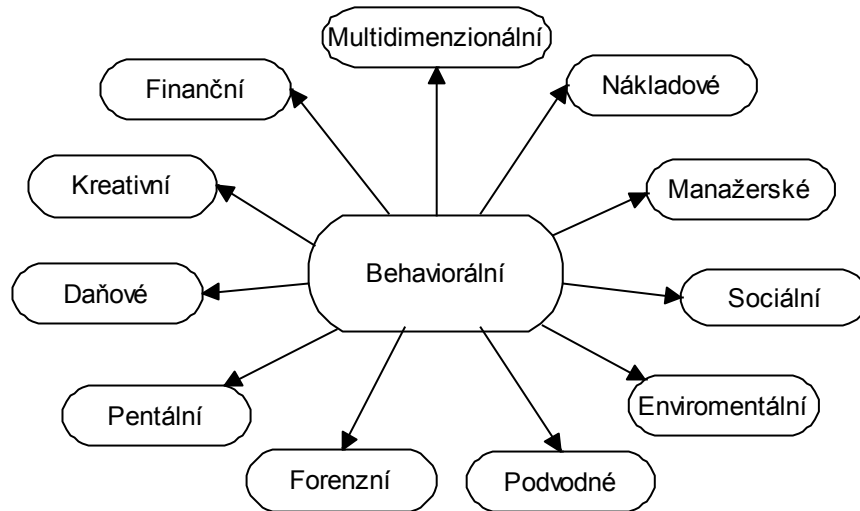 Multidimenzionální
Finanční
Nákladové
Kreativní
Manažerské
Behaviorální
Daňové
Sociální
Pentální
Enviromentální
Forenzní
Podvodné